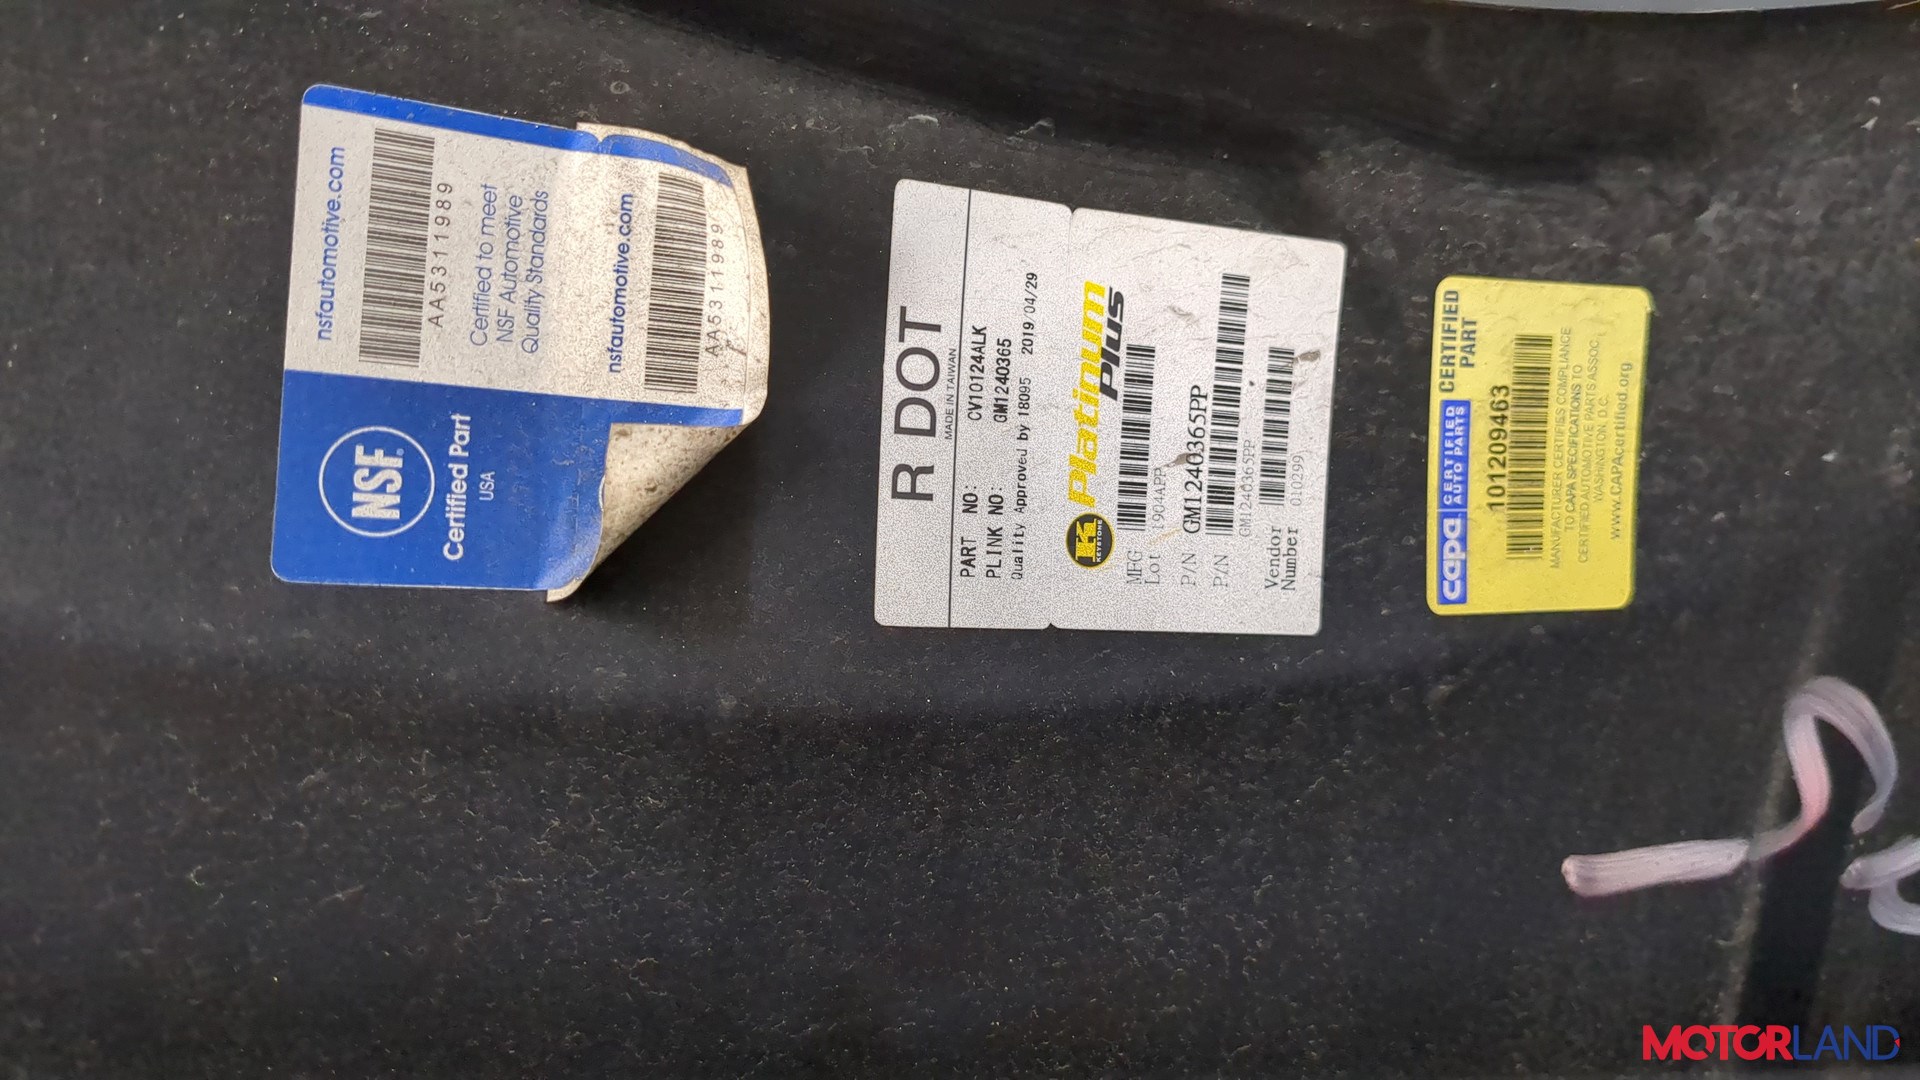 nsfautomotive.com
AA5311989
Certified to meet
NSF Automotive
Quality Standards
nsfautomotive.com
AA5311989
NSF®
Certified Part
USA
R DOT
MADE IN TAIWAN
PART NO: CV10124ALK
PLINK NO: GM1240365
Quality Approved by 18095 2019/04/29
K KEYSTONE Platinum Plus
MFG Lot L904APP
P/N GM1240365PP
P/N GM1240365PP
Vendor Number 010299
capa CERTIFIED AUTO PARTS CERTIFIED PART
101209463
MANUFACTURER CERTIFIES COMPLIANCE
TO CAPA SPECIFICATIONS TO
CERTIFIED AUTOMOTIVE PARTS ASSOC.
WASHINGTON, D.C.
www.CAPAcertified.org
MOTORLAND